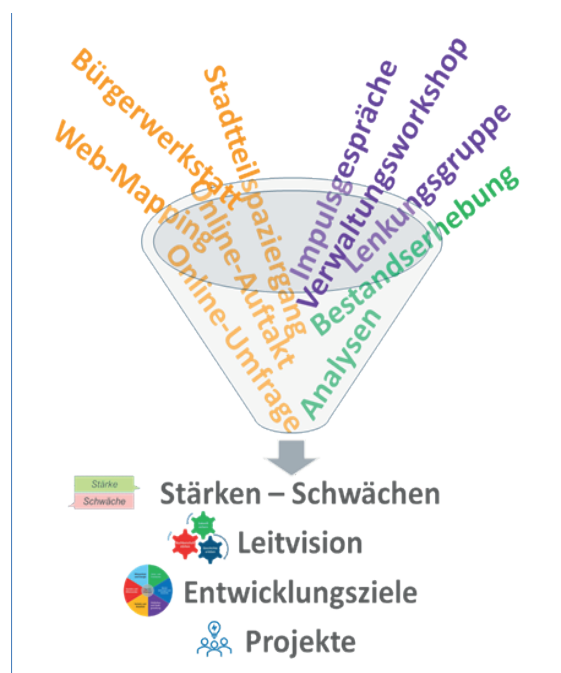 Bürgerwerkstatt
Stadtteilspaziergang
Web-Mapping
Online-Auftakt
Online-Umfrage
Impulsgespräche
Verwaltungsworkshop
Lenkungsgruppe
Bestandserhebung
Analysen
Stärke
Schwäche
Stärken – Schwächen
Leitvision
Entwicklungsziele
Projekte